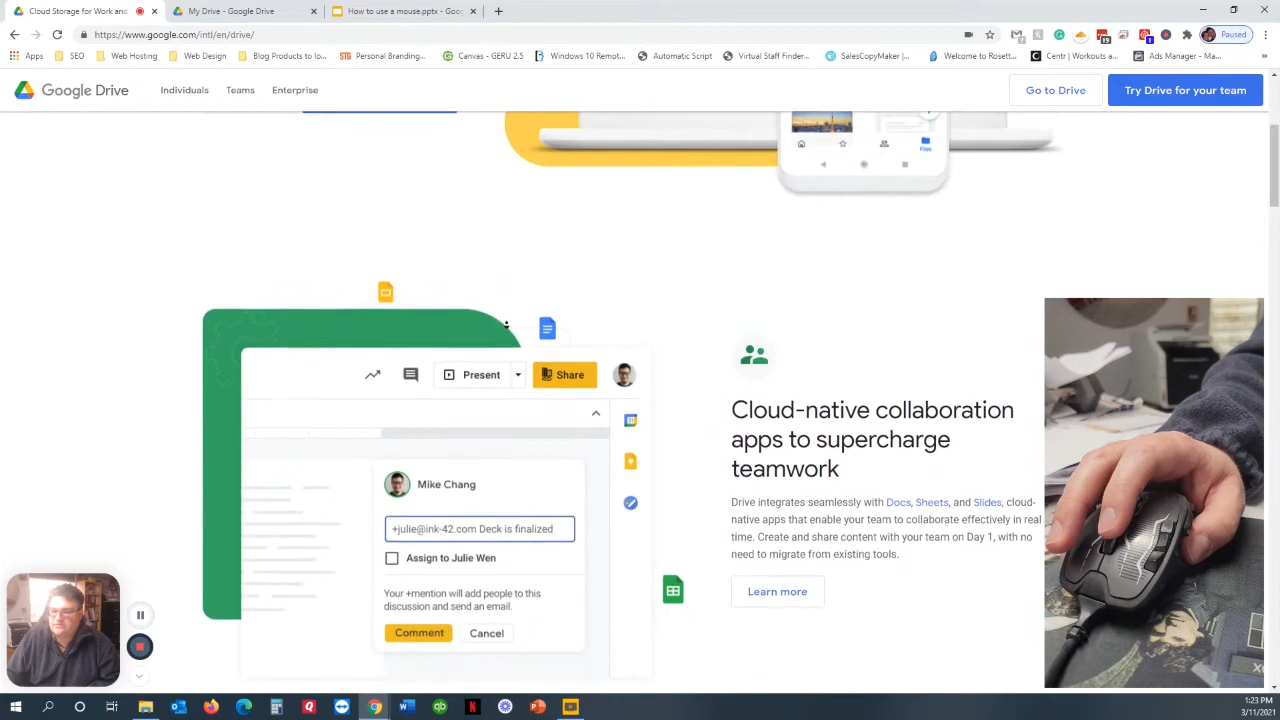 Cloud Storage for Work and
My Drive - Google Drive
How to use a mouse.pptx - Goog
https://www.google.com/intl/en/drive/
Paused
Apps
SEO
Web Hosting
Web Design
Blog Products to lo...
STG Personal Branding...
Canvas - GERU 2.5
Windows 10 Remot...
Automatic Script
Virtual Staff Finder...
SalesCopyMaker |...
Welcome to Rosett...
Centr | Workouts a...
Ads Manager - Ma...
Google Drive
Individuals
Teams
Enterprise
Go to Drive
Try Drive for your team
Files
Present
Share
Mike Chang
+julie@ink-42.com Deck is finalized
Assign to Julie Wen
Your +mention will add people to this
discussion and send an email.
Comment
Cancel
Cloud-native collaboration
apps to supercharge
teamwork
Drive integrates seamlessly with Docs, Sheets, and Slides, cloud-
native apps that enable your team to collaborate effectively in real
time. Create and share content with your team on Day 1, with no
need to migrate from existing tools.
Learn more
1:23 PM
3/11/2021